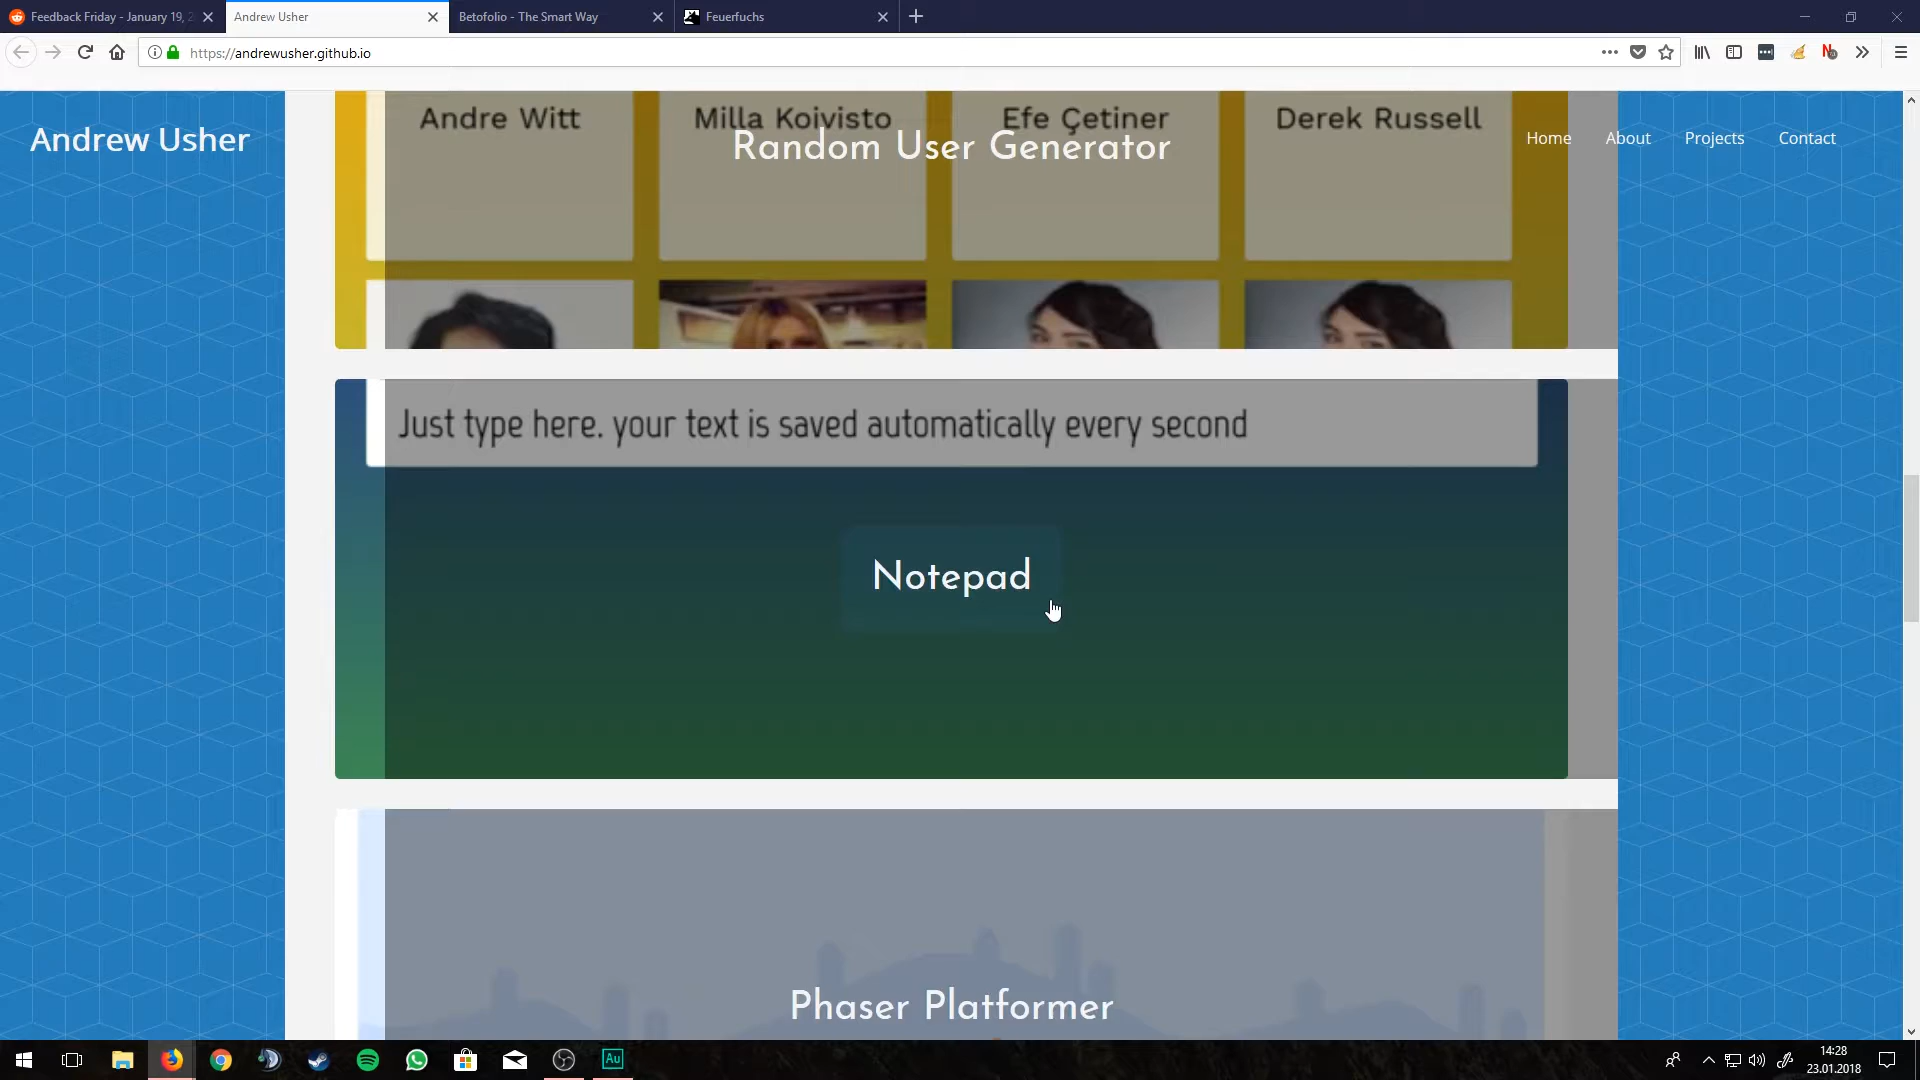 Feedback Friday - January 19, 2
Andrew Usher
Betofolio - The Smart Way
Feuerfuchs
https://andrewusher.github.io
Andrew Usher
Home
About
Projects
Contact
Andre Witt
Milla Koivisto
Efe Çetiner
Derek Russell
Random User Generator
Just type here. your text is saved automatically every second
Notepad
Phaser Platformer
Au
14:28
23.01.2018